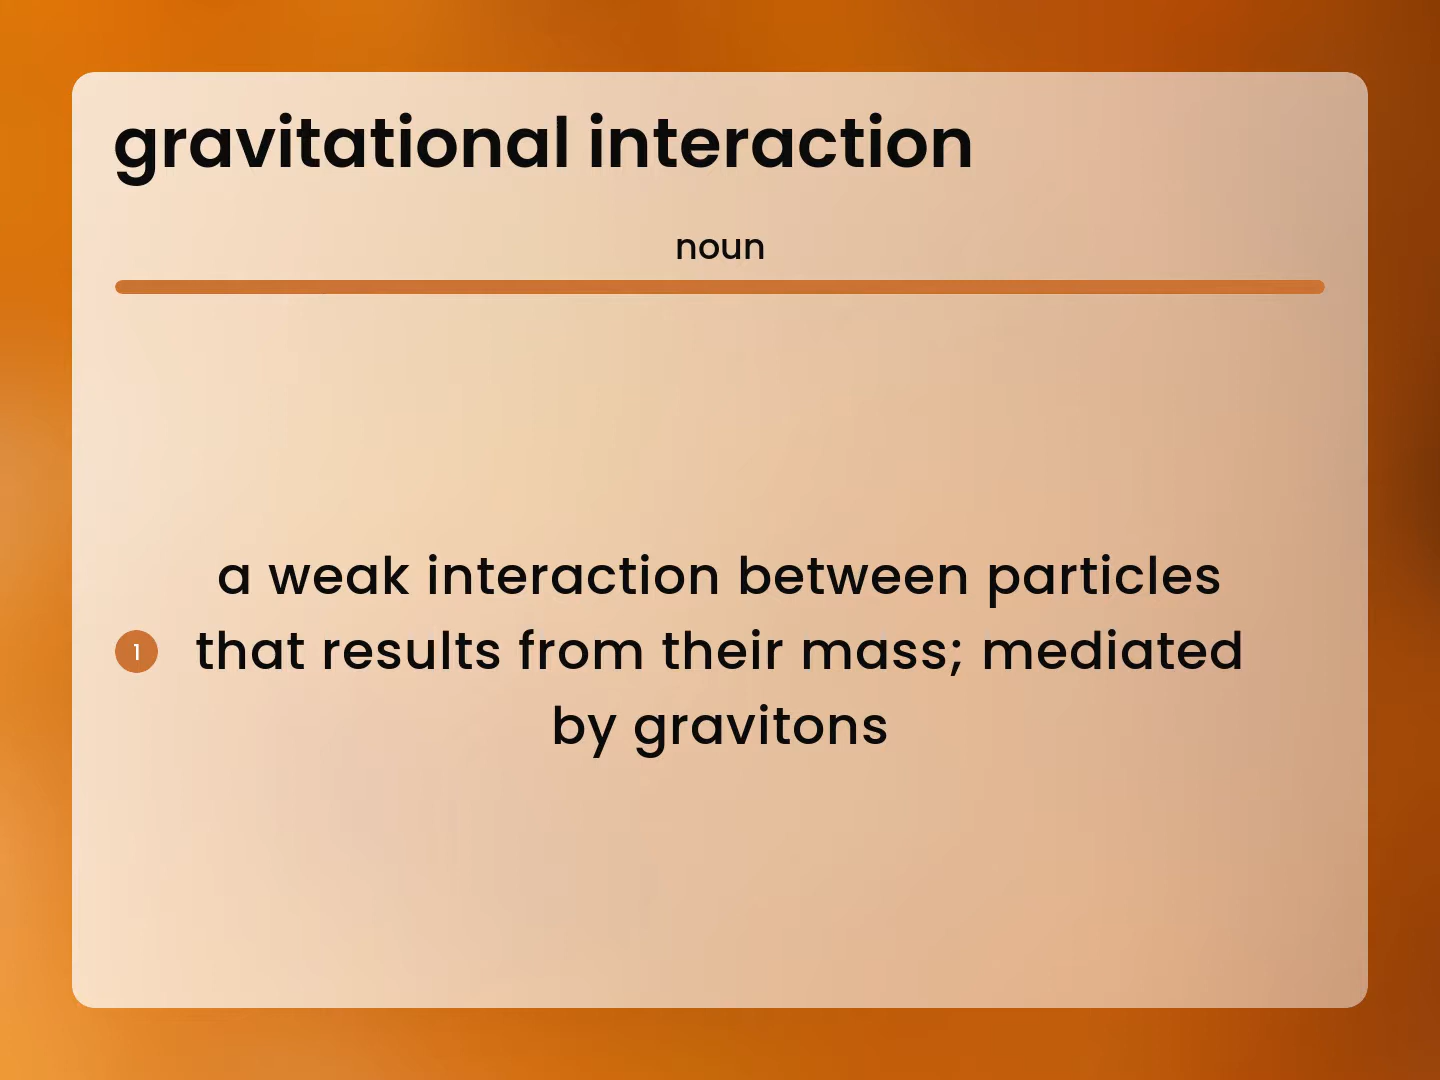 gravitational interaction
noun
a weak interaction between particles
1 that results from their mass; mediated
by gravitons